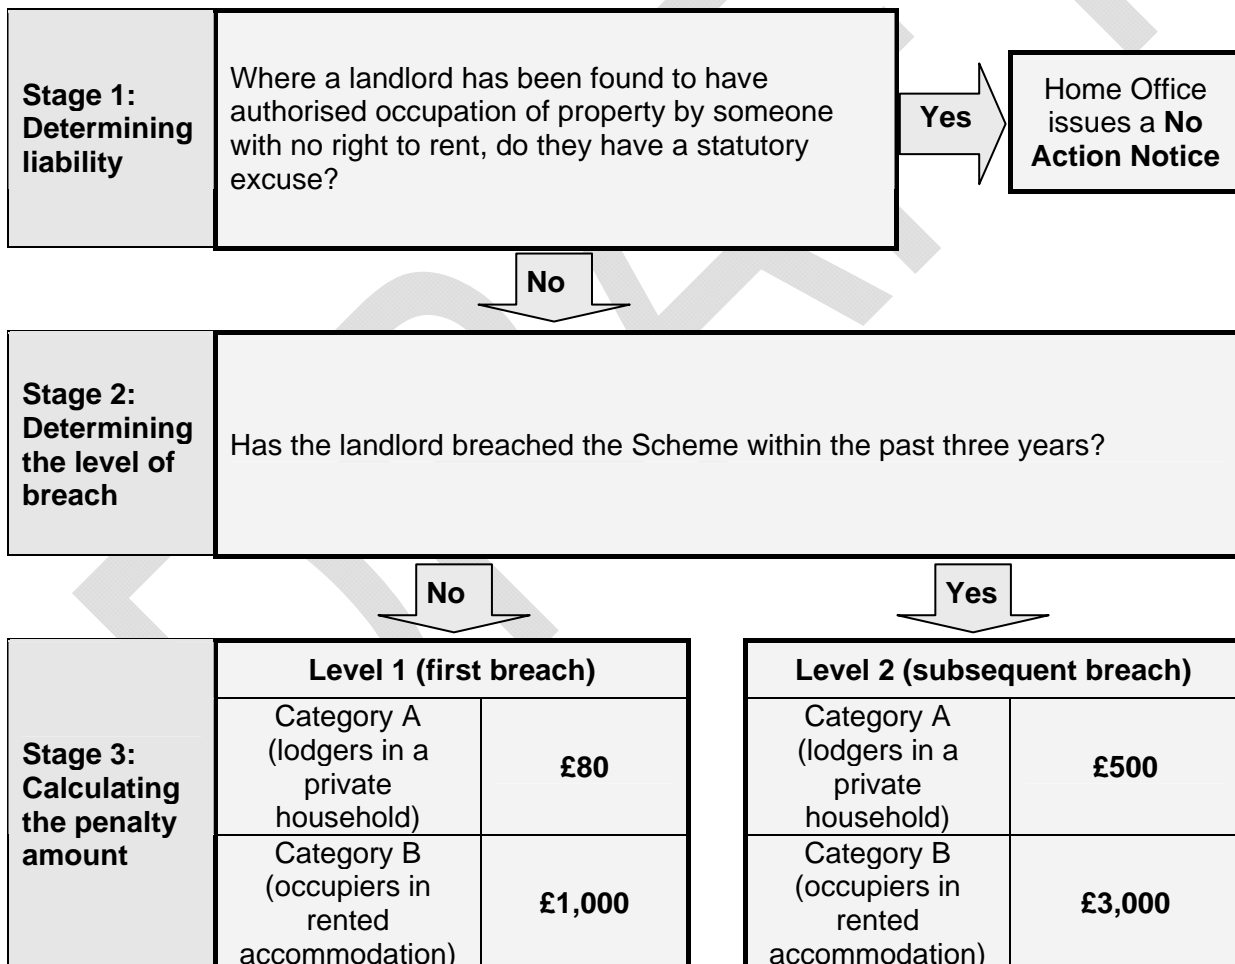 Stage 1:
Determining
liability
Where a landlord has been found to have
authorised occupation of property by someone
with no right to rent, do they have a statutory
excuse?
Yes
Home Office
issues a No
Action Notice
No
Stage 2:
Determining
the level of
breach
Has the landlord breached the Scheme within the past three years?
No
Yes
Stage 3:
Calculating
the penalty
amount
Level 1 (first breach)
Category A
(lodgers in a
private
household)
£80
Category B
(occupiers in
rented
accommodation)
£1,000
Level 2 (subsequent breach)
Category A
(lodgers in a
private
household)
£500
Category B
(occupiers in
rented
accommodation)
£3,000